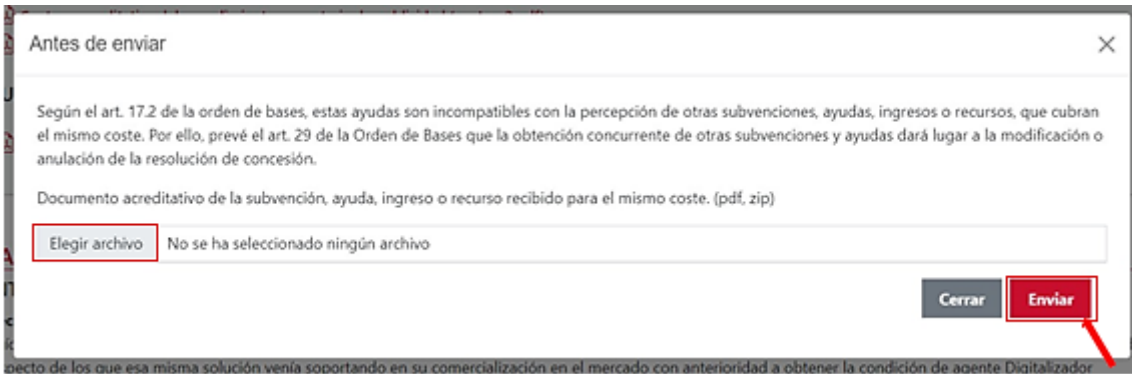 Antes de enviar
Según el art. 17.2 de la orden de bases, estas ayudas son incompatibles con la percepción de otras subvenciones, ayudas, ingresos o recursos, que cubran
el mismo coste. Por ello, prevé el art. 29 de la Orden de Bases que la obtención concurrente de otras subvenciones y ayudas dará lugar a la modificación o
anulación de la resolución de concesión.
Documento acreditativo de la subvención, ayuda, ingreso o recurso recibido para el mismo coste. (pdf, zip)
Elegir archivo No se ha seleccionado ningún archivo
Cerrar Enviar
pecto de los que esa misma solución venía soportando en su comercialización en el mercado con anterioridad a obtener la condición de agente Digitalizador